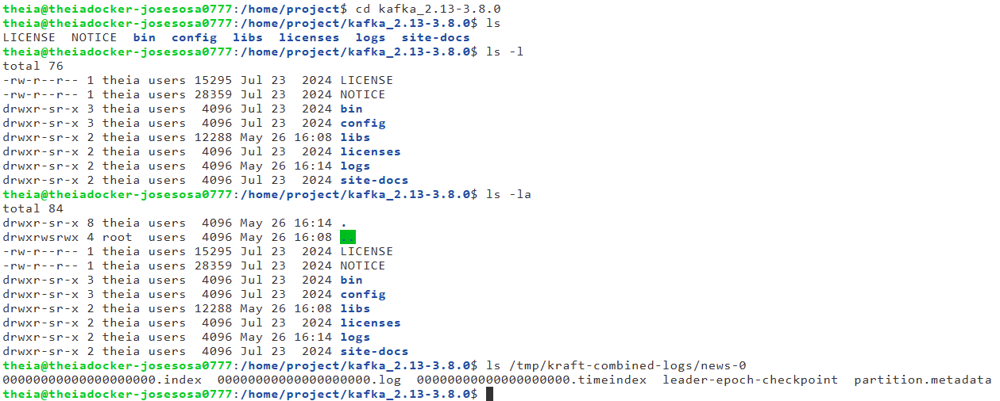 theia@theiadocker-josesosa0777:/home/project$ cd kafka_2.13-3.8.0
theia@theiadocker-josesosa0777:/home/project/kafka_2.13-3.8.0$ ls
LICENSE  NOTICE  bin  config  libs  licenses  logs  site-docs
theia@theiadocker-josesosa0777:/home/project/kafka_2.13-3.8.0$ ls -l
total 76
-rw-r--r-- 1 theia users 15295 Jul 23  2024 LICENSE
-rw-r--r-- 1 theia users 28359 Jul 23  2024 NOTICE
drwxr-sr-x 3 theia users  4096 Jul 23  2024 bin
drwxr-sr-x 3 theia users  4096 Jul 23  2024 config
drwxr-sr-x 2 theia users 12288 May 26 16:08 libs
drwxr-sr-x 2 theia users  4096 Jul 23  2024 licenses
drwxr-sr-x 2 theia users  4096 May 26 16:14 logs
drwxr-sr-x 2 theia users  4096 Jul 23  2024 site-docs
theia@theiadocker-josesosa0777:/home/project/kafka_2.13-3.8.0$ ls -la
total 84
drwxr-sr-x 8 theia users  4096 May 26 16:14 .
drwxrwsrwx 4 root  users  4096 May 26 16:08 ..
-rw-r--r-- 1 theia users 15295 Jul 23  2024 LICENSE
-rw-r--r-- 1 theia users 28359 Jul 23  2024 NOTICE
drwxr-sr-x 3 theia users  4096 Jul 23  2024 bin
drwxr-sr-x 3 theia users  4096 Jul 23  2024 config
drwxr-sr-x 2 theia users 12288 May 26 16:08 libs
drwxr-sr-x 2 theia users  4096 Jul 23  2024 licenses
drwxr-sr-x 2 theia users  4096 May 26 16:14 logs
drwxr-sr-x 2 theia users  4096 Jul 23  2024 site-docs
theia@theiadocker-josesosa0777:/home/project/kafka_2.13-3.8.0$ ls /tmp/kraft-combined-logs/news-0
00000000000000000000.index  00000000000000000000.log  00000000000000000000.timeindex  leader-epoch-checkpoint  partition.metadata
theia@theiadocker-josesosa0777:/home/project/kafka_2.13-3.8.0$